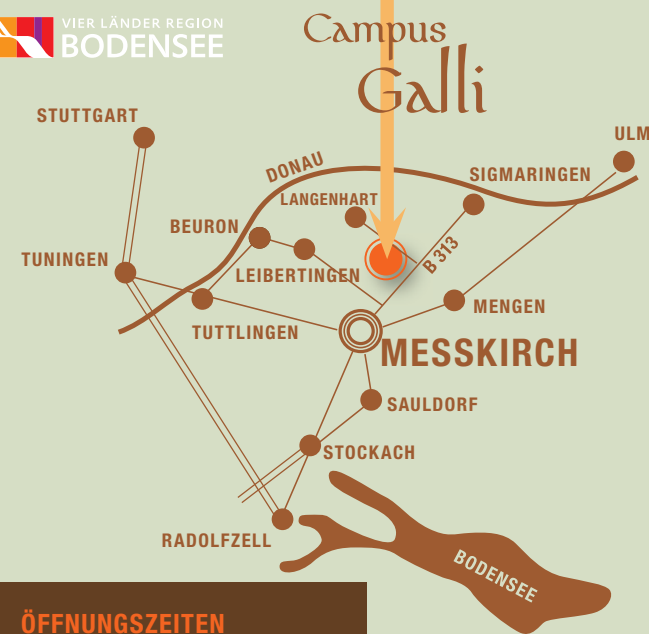 VIER LÄNDER REGION
BODENSEE
Campus
Galli
STUTTGART
ULM
DONAU
SIGMARINGEN
LANGENHART
BEURON
B 313
TUNINGEN
LEIBERTINGEN
MENGEN
TUTTLINGEN
MESSKIRCH
SAULDORF
STOCKACH
RADOLFZELL
BODENSEE
ÖFFNUNGSZEITEN